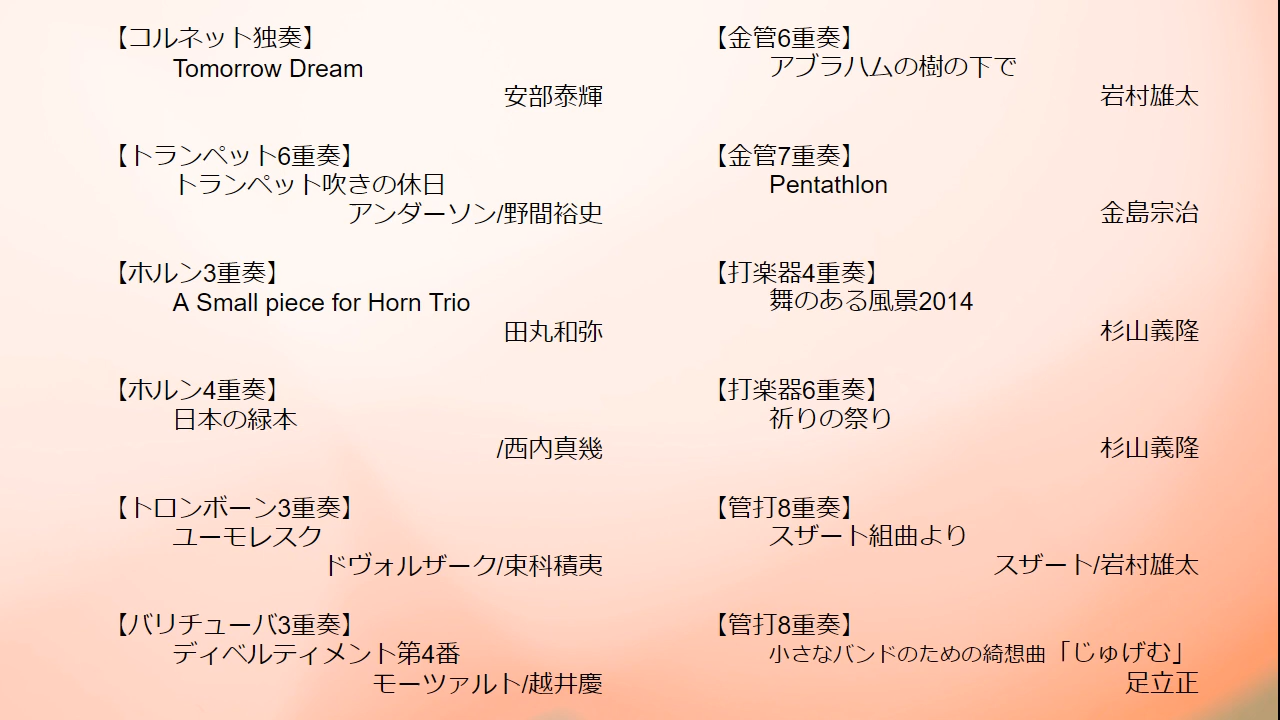 【コルネット独奏】
Tomorrow Dream
安部泰輝
【トランペット6重奏】
トランペット吹きの休日
アンダーソン/野間裕史
【ホルン3重奏】
A Small piece for Horn Trio
田丸和弥
【ホルン4重奏】
日本の緑本
/西内真幾
【トロンボーン3重奏】
ユーモレスク
ドヴォルザーク/束科積夷
【バリチューバ3重奏】
ディベルティメント第4番
モーツァルト/越井慶
【金管6重奏】
アブラハムの樹の下で
岩村雄太
【金管7重奏】
Pentathlon
金島宗治
【打楽器4重奏】
舞のある風景2014
杉山義隆
【打楽器6重奏】
祈りの祭り
杉山義隆
【管打8重奏】
スザート組曲より
スザート/岩村雄太
【管打8重奏】
小さなバンドのための綺想曲「じゅげむ」
足立正